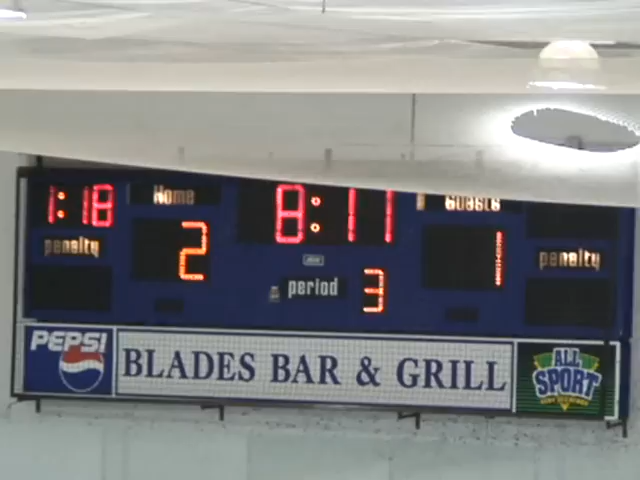 1:18 Home 8:11 Guests
penalty 2 1 penalty
period 3
PEPSI BLADES BAR & GRILL ALL SPORT